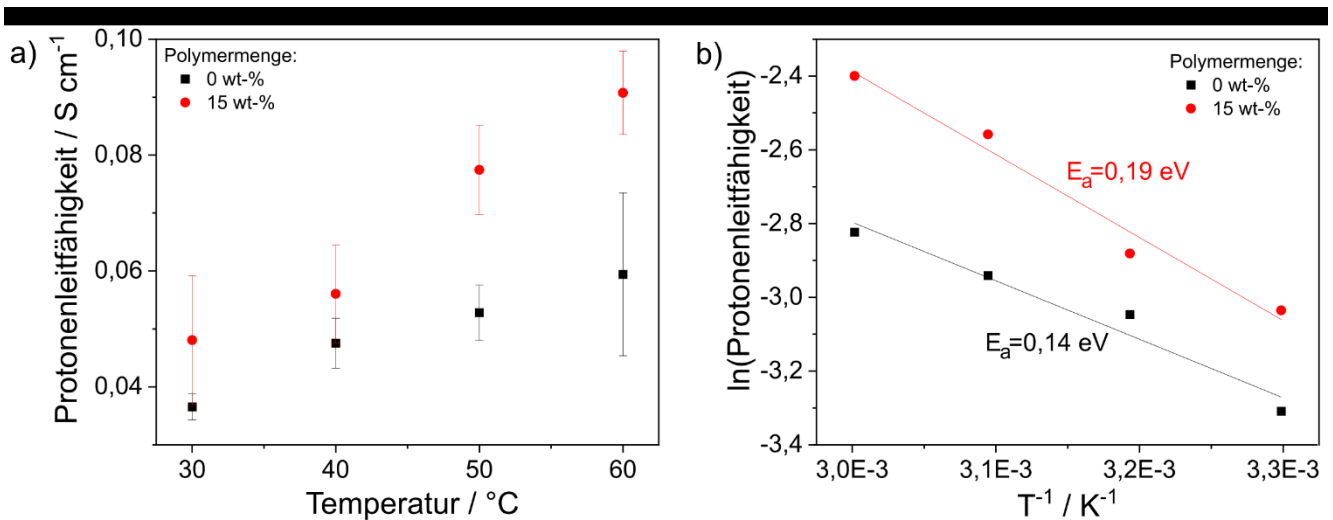 a)
Protonenleitfähigkeit / S cm⁻¹
0,10
0,08
0,06
0,04
Polymermenge:
0 wt-%
15 wt-%
30 40 50 60
Temperatur / °C
b)
ln(Protonenleitfähigkeit)
-2,4
-2,6
-2,8
-3,0
-3,2
-3,4
Polymermenge:
0 wt-%
15 wt-%
Eₐ=0,19 eV
Eₐ=0,14 eV
3,0E-3 3,1E-3 3,2E-3 3,3E-3
T⁻¹ / K⁻¹